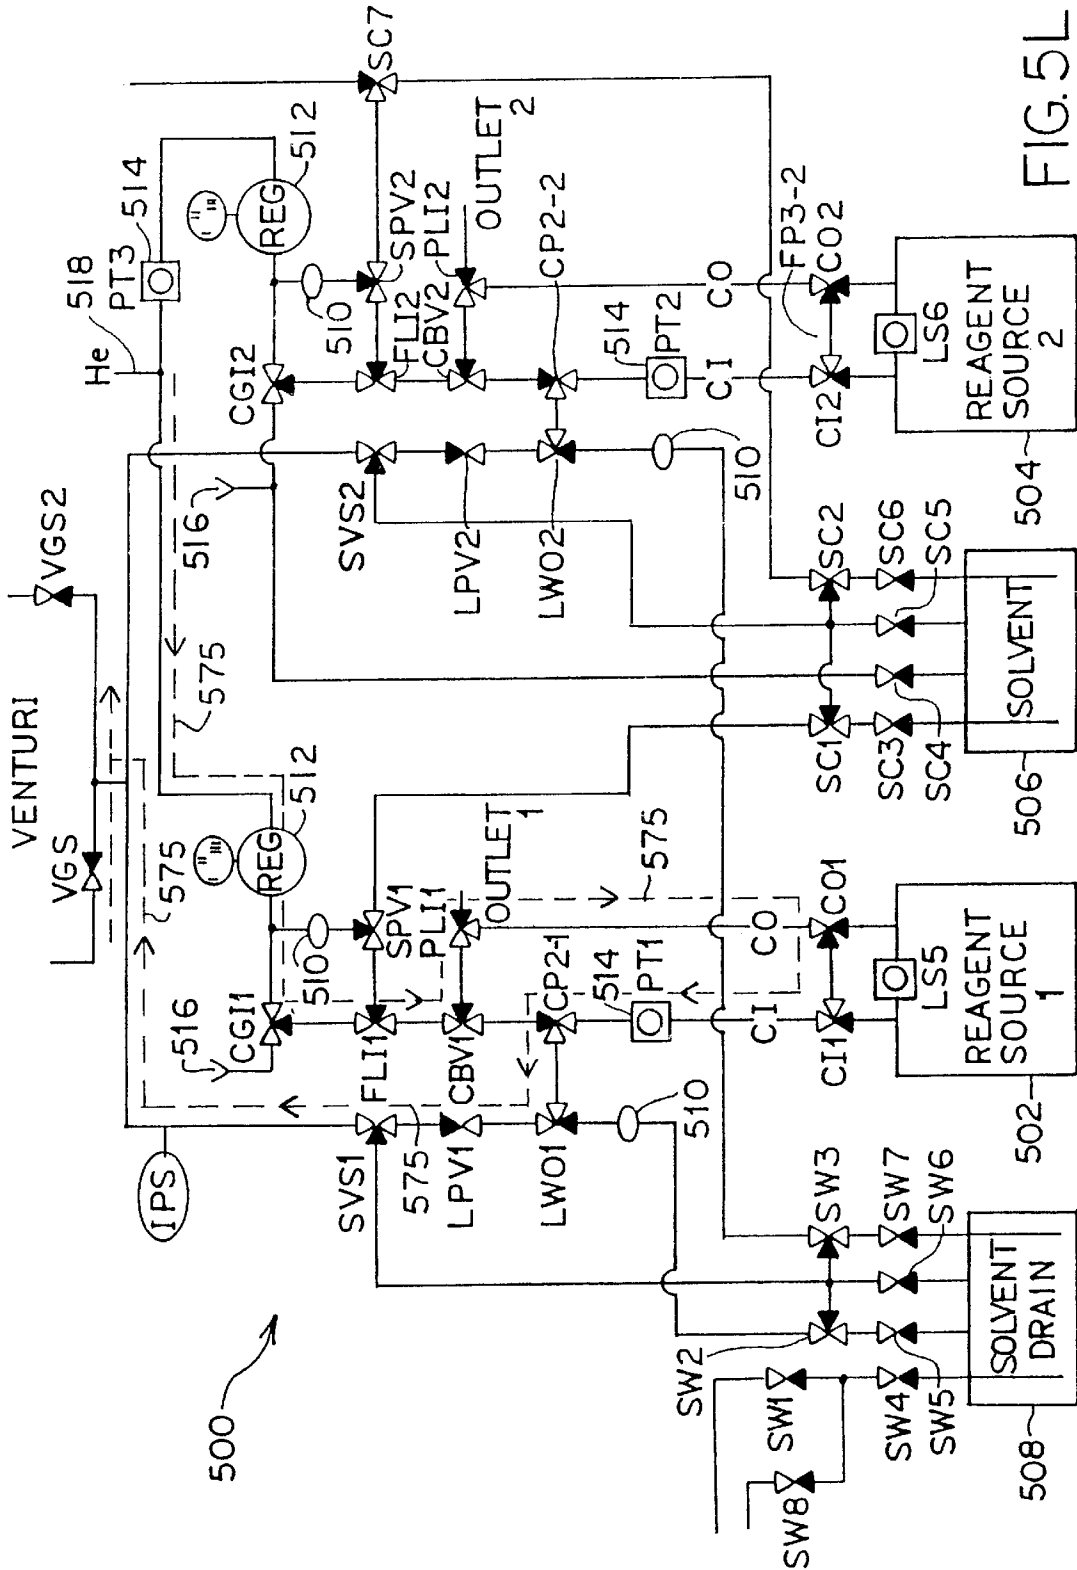 VENTURI
VGS
VGS2
575
575
IPS
516
CGI1
REG
512
510
He
518
PT3
514
REG
512
CGI2
516
510
SC7
SVS1
575
FLI1
SPV1
PLI1
OUTLET
1
CBV1
LPV1
CP2-1
LWO1
514
PT1
510
575
SVS2
FLI2
SPV2
CBV2
PLI2
OUTLET
2
LPV2
CP2-2
LWO2
514
PT2
510
CI
CO
CI
CO
FP3-2
CI1
CO1
CI2
CO2
SW2
SW3
SW1
SW8
SW4
SW5
SW7
SW6
SC1
SC2
SC3
SC4
SC6
SC5
LS5
LS6
SOLVENT
DRAIN
508
REAGENT
SOURCE
1
502
SOLVENT
506
REAGENT
SOURCE
2
504
500
FIG. 5L